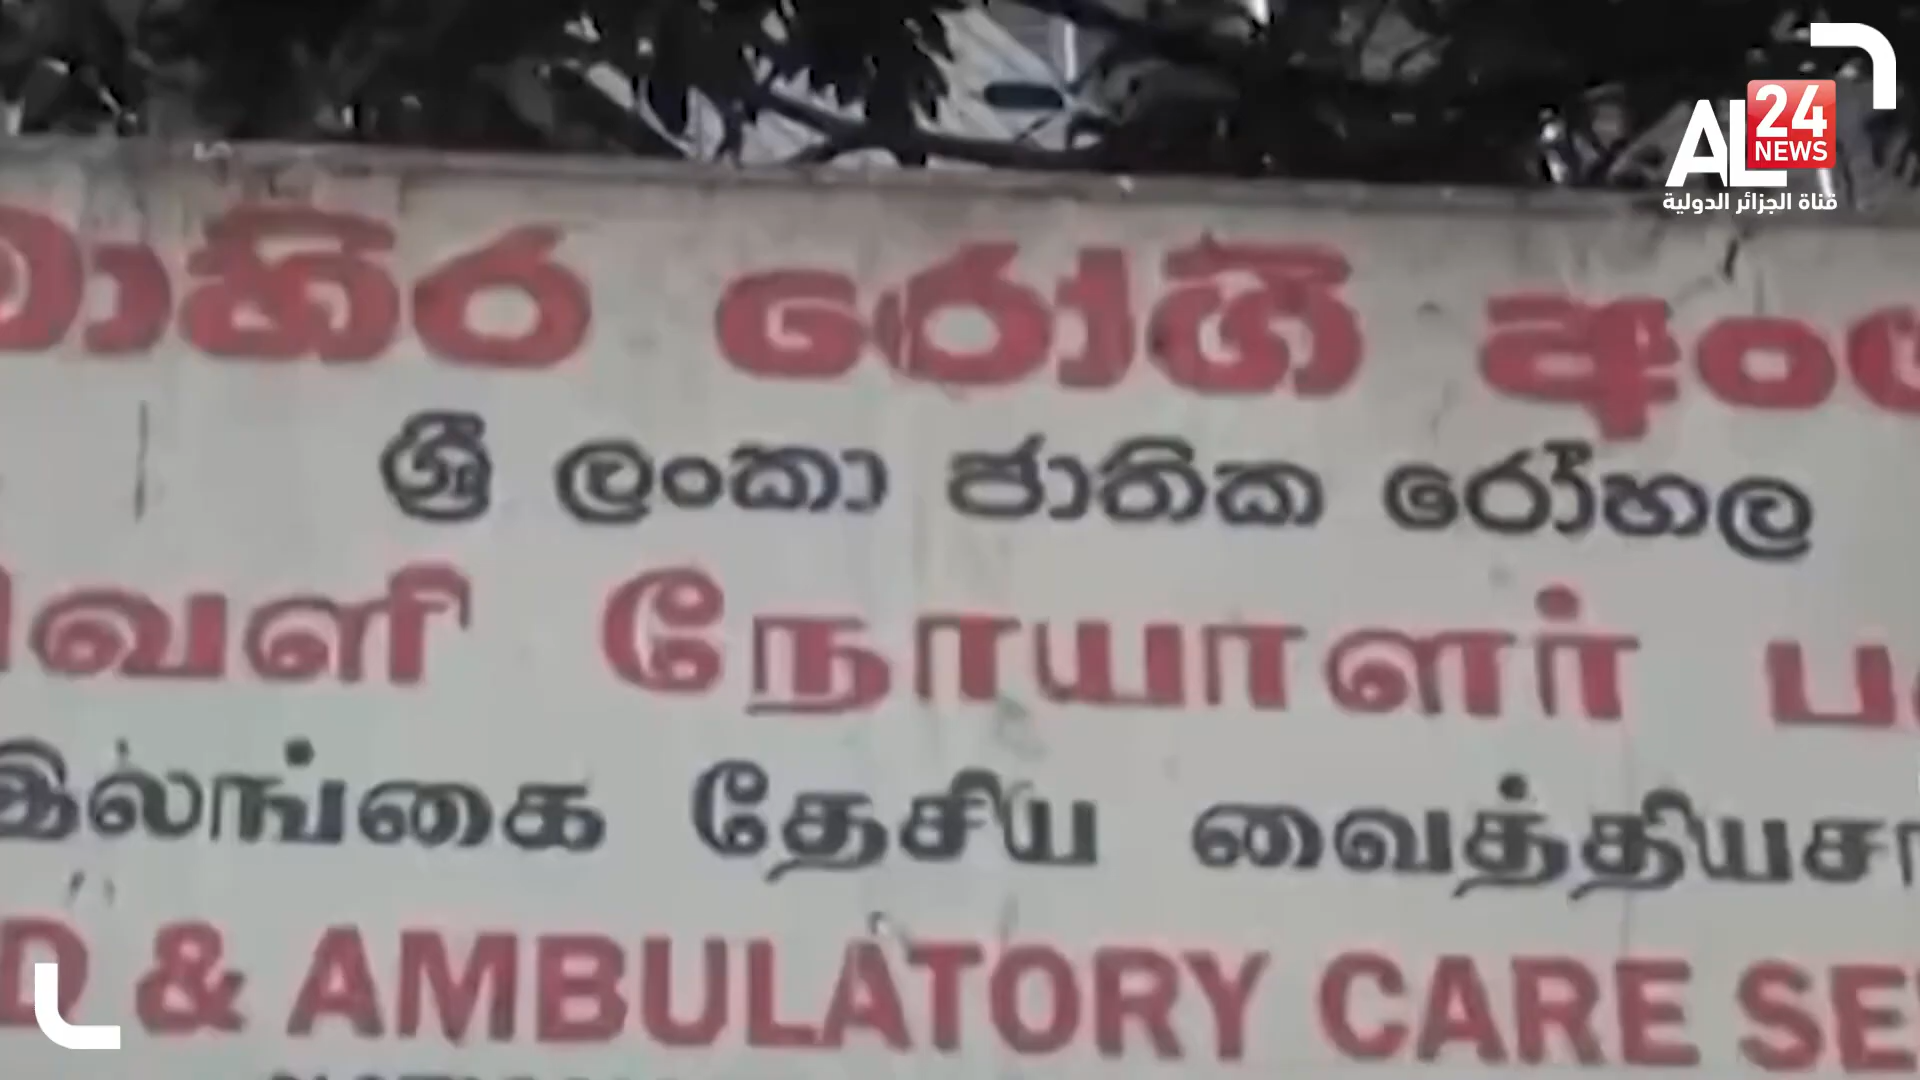 AL 24 NEWS
قناة الجزائر الدولية
බාහිර රෝගී
ශ්‍රී ලංකා ජාතික රෝහල
வெளி நோயாளர்
இலங்கை தேசிய
D & AMBULATORY CARE